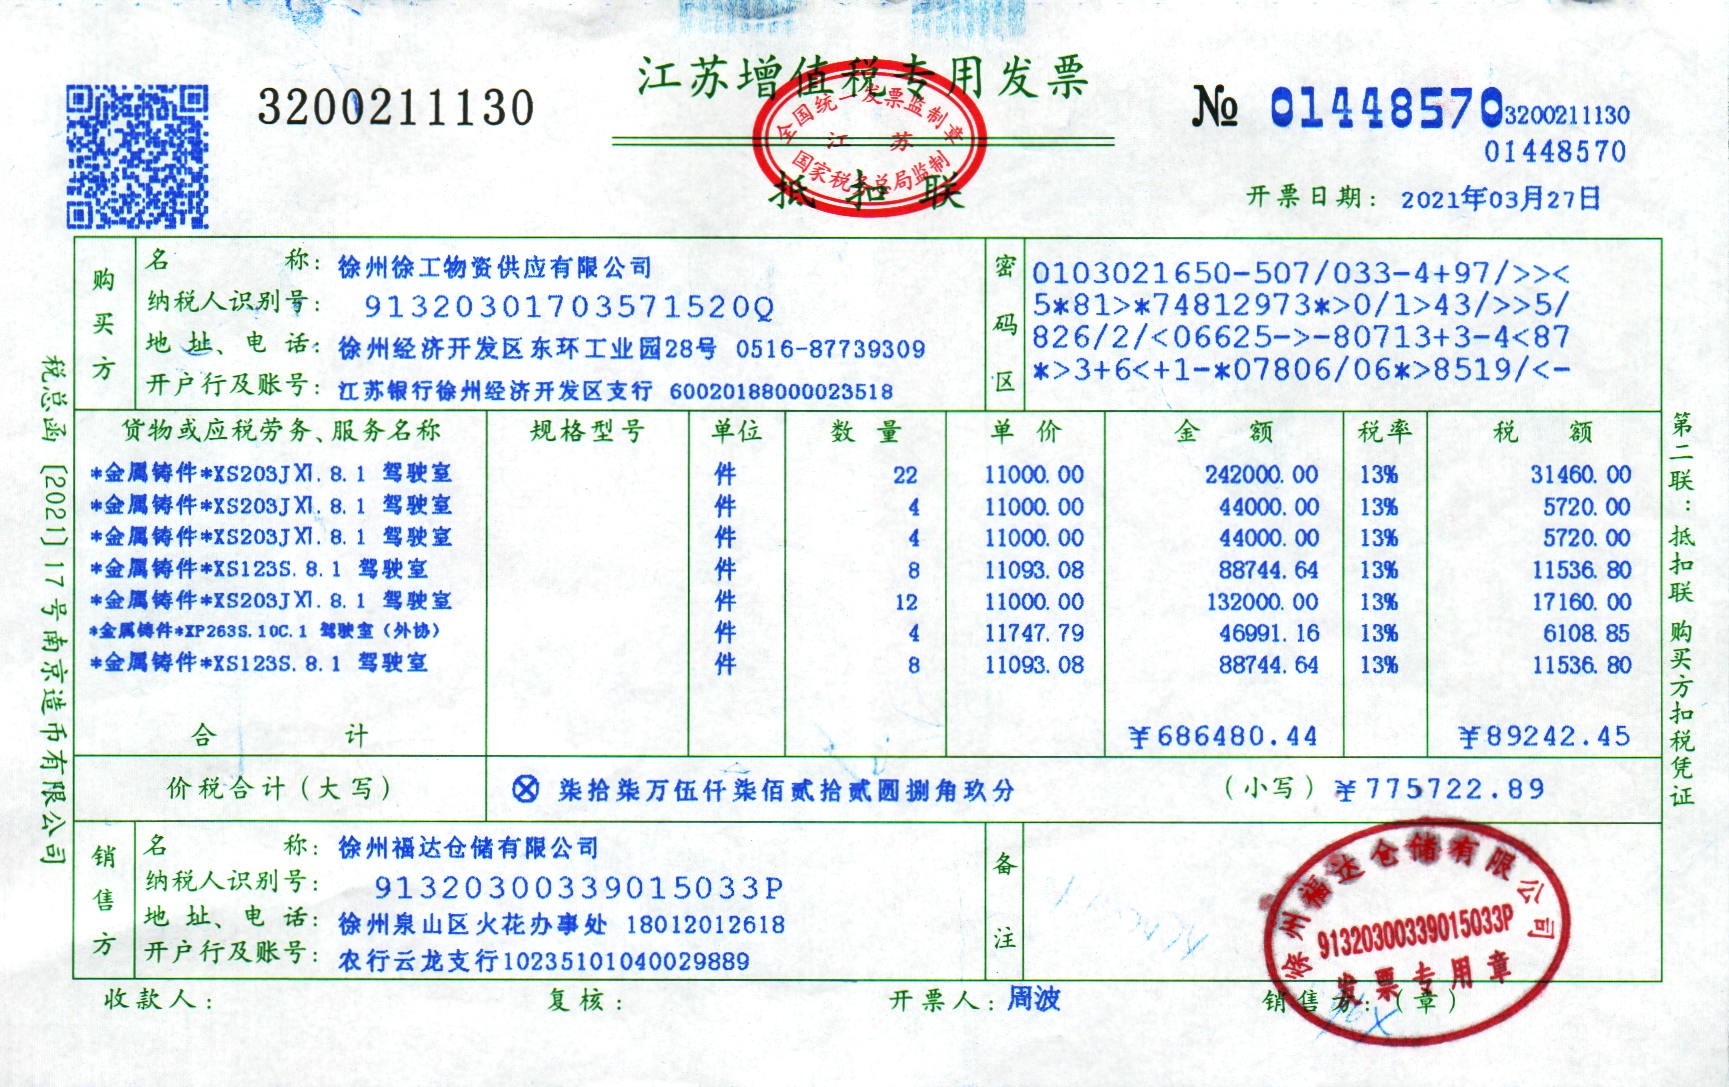 江苏增值税专用发票
3200211130
№ 01448570
3200211130
01448570
全国统一发票监制章
江 苏
国家税务总局监制
抵扣联
开票日期: 2021年03月27日
购买方
名 称: 徐州徐工物资供应有限公司
纳税人识别号: 91320301703571520Q
地 址、电 话: 徐州经济开发区东环工业园28号 0516-87739309
开户行及账号: 江苏银行徐州经济开发区支行 60020188000023518
密码区
0103021650-507/033-4+97/>><
5*81>*74812973*>0/1>43/>>5/
826/2/<06625->-80713+3-4<87
*>3+6<+1-*07806/06*>8519/<-
货物或应税劳务、服务名称 规格型号 单位 数 量 单 价 金 额 税率 税 额
*金属铸件*XS203JⅪ.8.1 驾驶室 件 22 11000.00 242000.00 13% 31460.00
*金属铸件*XS203JⅪ.8.1 驾驶室 件 4 11000.00 44000.00 13% 5720.00
*金属铸件*XS203JⅪ.8.1 驾驶室 件 4 11000.00 44000.00 13% 5720.00
*金属铸件*XS123S.8.1 驾驶室 件 8 11093.08 88744.64 13% 11536.80
*金属铸件*XS203JⅪ.8.1 驾驶室 件 12 11000.00 132000.00 13% 17160.00
*金属铸件*XP263S.10C.1 驾驶室(外协) 件 4 11747.79 46991.16 13% 6108.85
*金属铸件*XS123S.8.1 驾驶室 件 8 11093.08 88744.64 13% 11536.80
合 计 ¥686480.44 ¥89242.45
价税合计(大写) ⊗ 柒拾柒万伍仟柒佰贰拾贰圆捌角玖分 (小写) ¥775722.89
销售方
名 称: 徐州福达仓储有限公司
纳税人识别号: 91320300339015033P
地 址、电 话: 徐州泉山区火花办事处 18012012618
开户行及账号: 农行云龙支行10235101040029889
备注
收款人: 复核: 开票人: 周波 销售方:(章)
徐州福达仓储有限公司
91320300339015033P
发票专用章
税总函〔2021〕17号南京造币有限公司
第二联:抵扣联 购买方扣税凭证